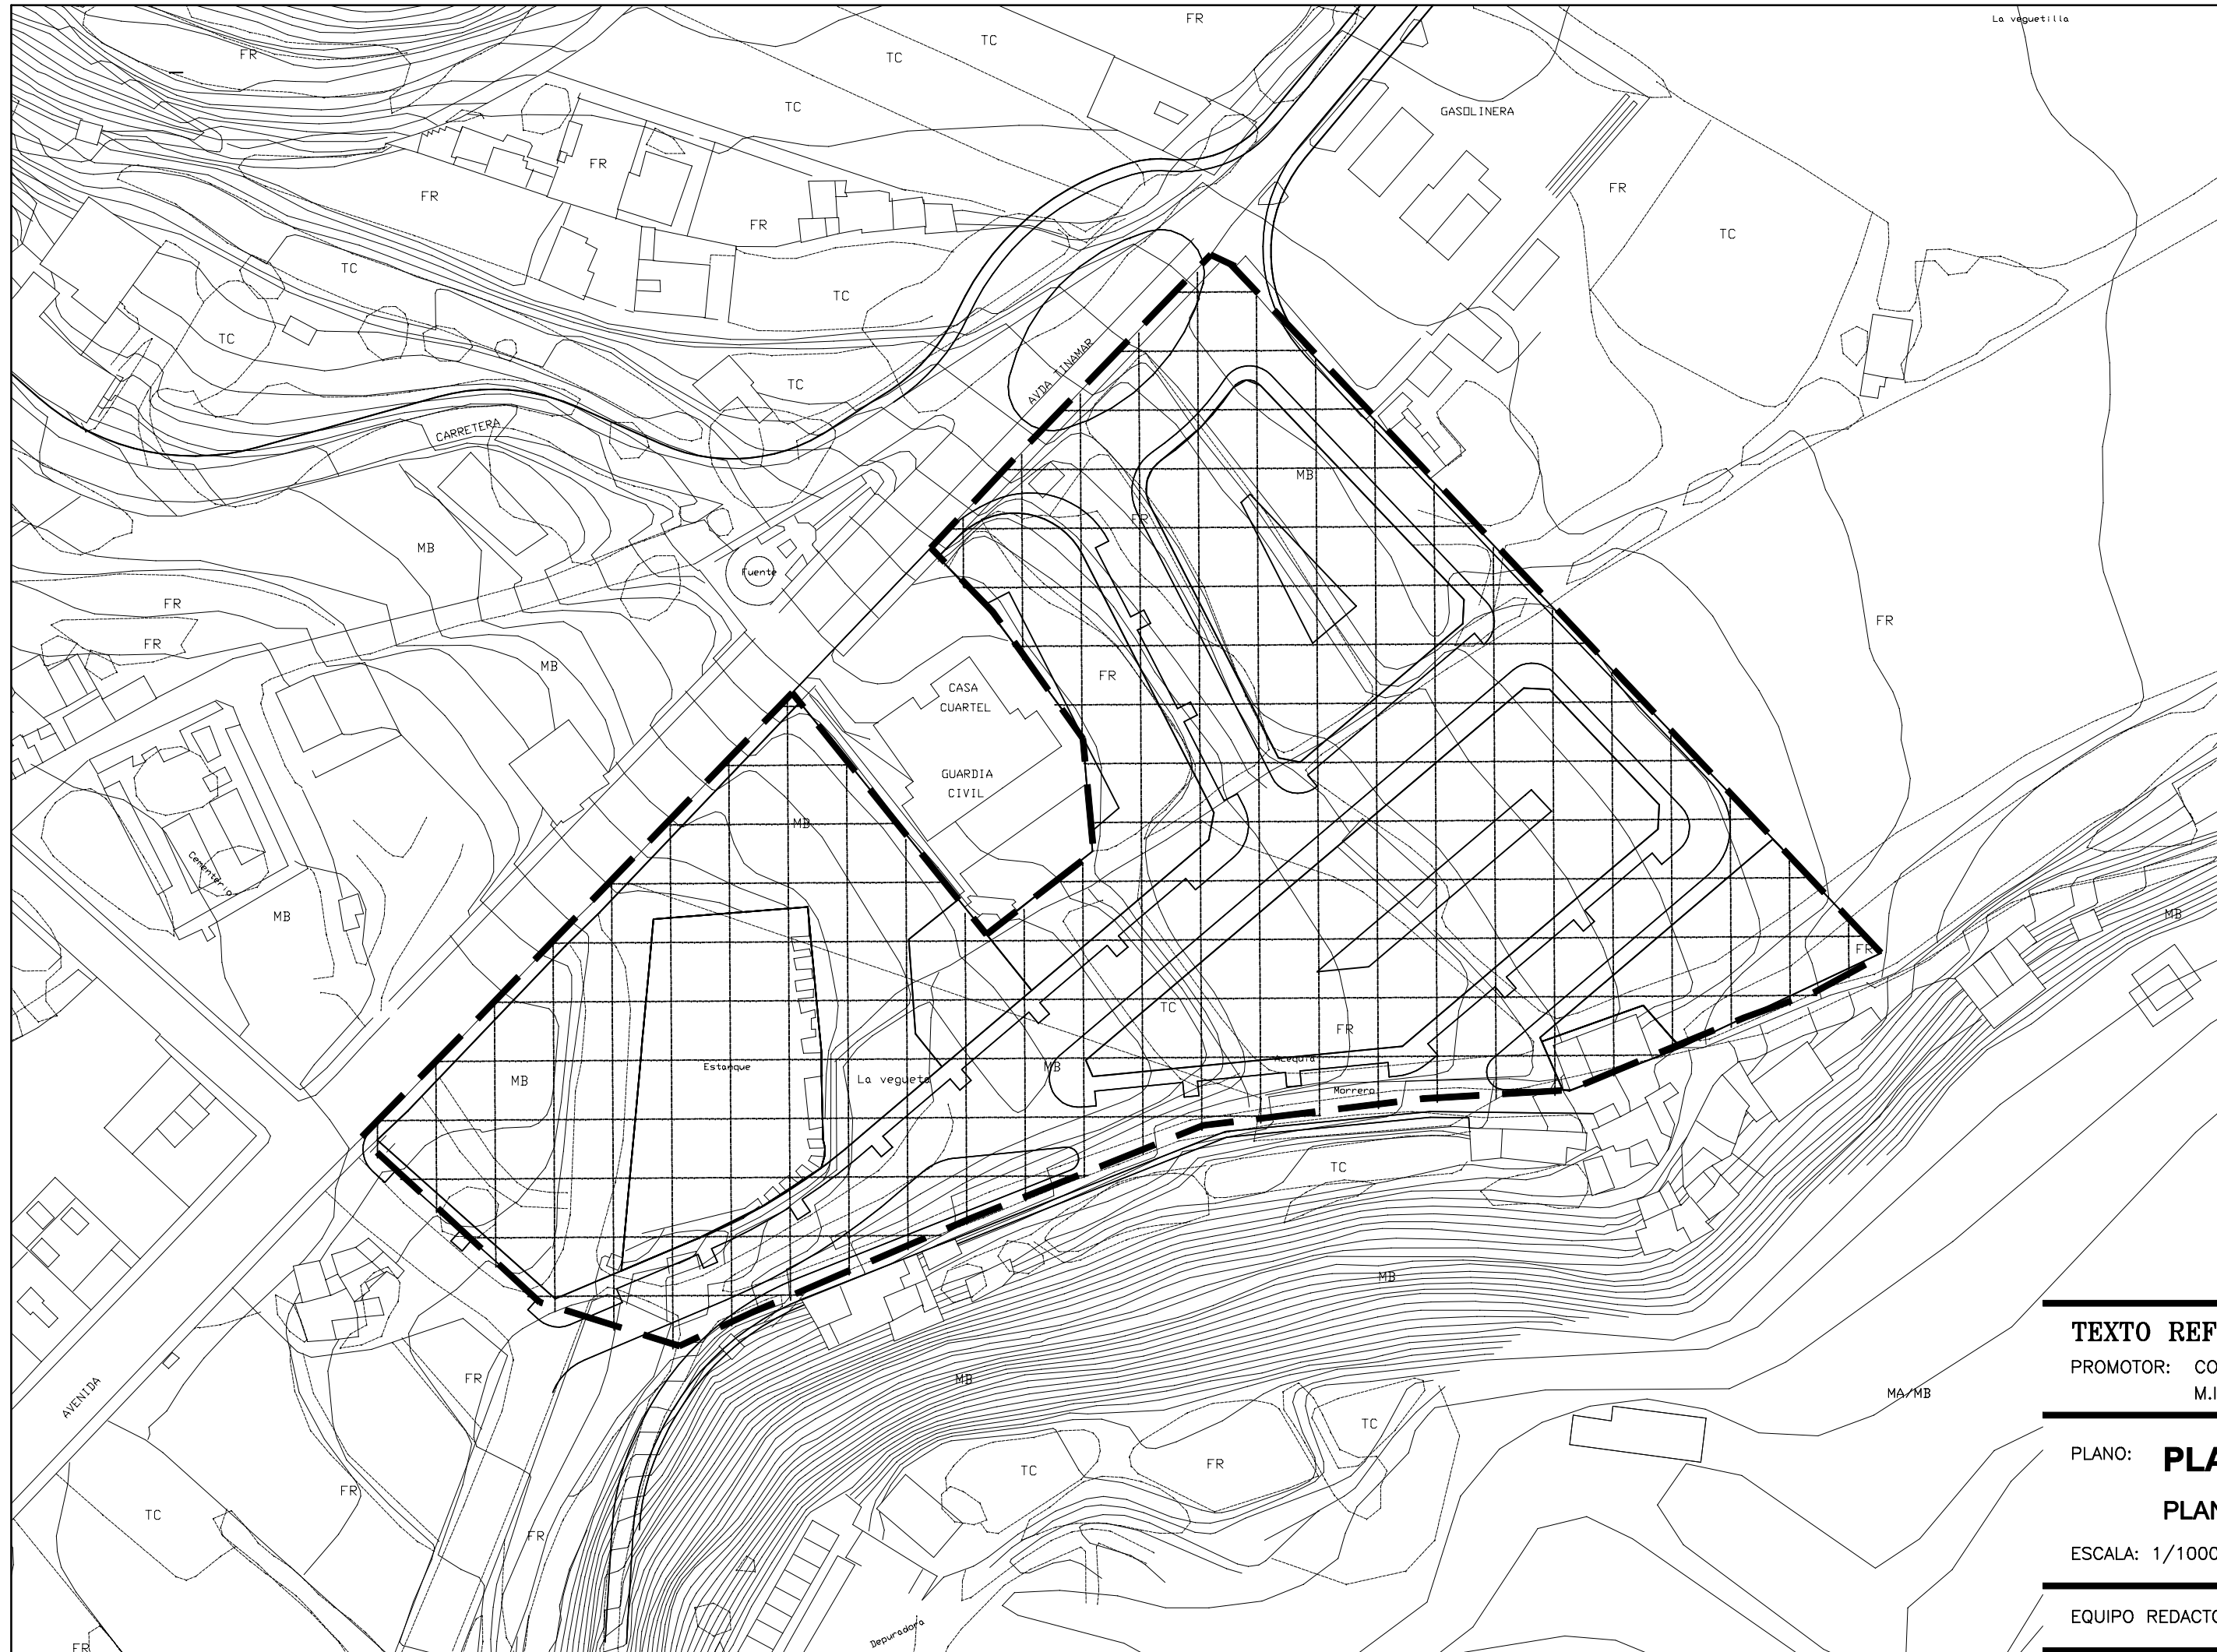 FR
La veguetilla
TC
FR
TC
TC
GASOLINERA
FR
FR
FR
FR
TC
TC
TC
TC
TC
AVDA TINAMAR
TC
CARRETERA
MB
FR
MB
Fuente
FR
FR
FR
MB
FR
CASA
CUARTEL
GUARDIA
CIVIL
MB
Cementerio
MB
MB
FR
TC
FR
Acequia
MB
Estanque
La vegueta
MB
Morrero
TC
MB
MB
FR
AVENIDA
MA/MB
TC
FR
TC
FR
TC
FR
FR
Depuradora
TEXTO REF
PROMOTOR: CO
M.I
PLANO: PLA
PLAN
ESCALA: 1/1000
EQUIPO REDACTO